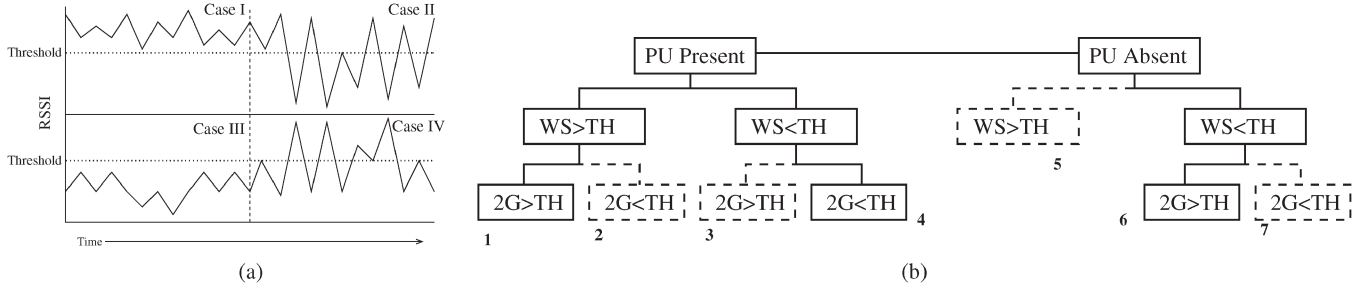 Case I
Case II
Threshold
RSSI
Case III
Case IV
Threshold
Time
(a)
PU Present
PU Absent
WS>TH
WS<TH
WS>TH
WS<TH
5
2G>TH
2G<TH
2G>TH
2G<TH
2G>TH
2G<TH
1
2
3
4
6
7
(b)